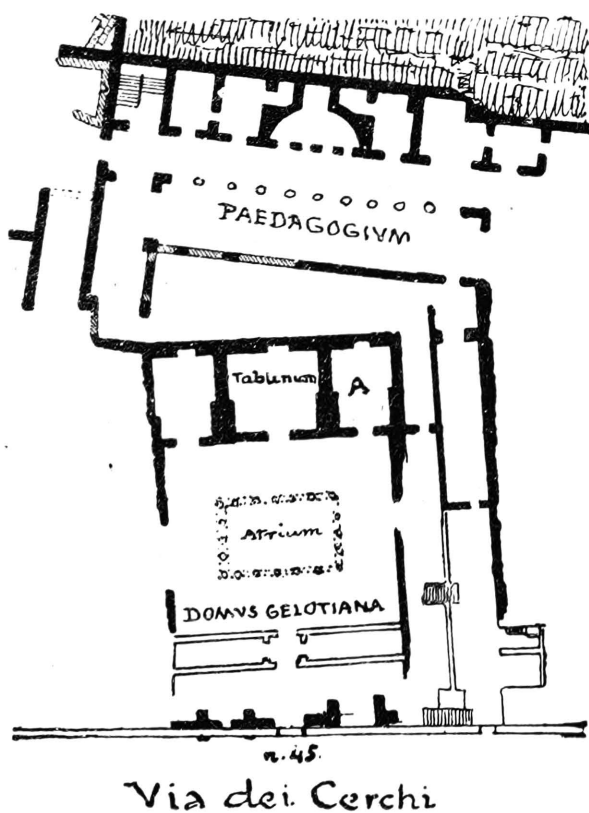 PAEDAGOGIVM
Tablinum
A
Atrium
DOMVS GELOTIANA
n. 45.
Via dei Cerchi